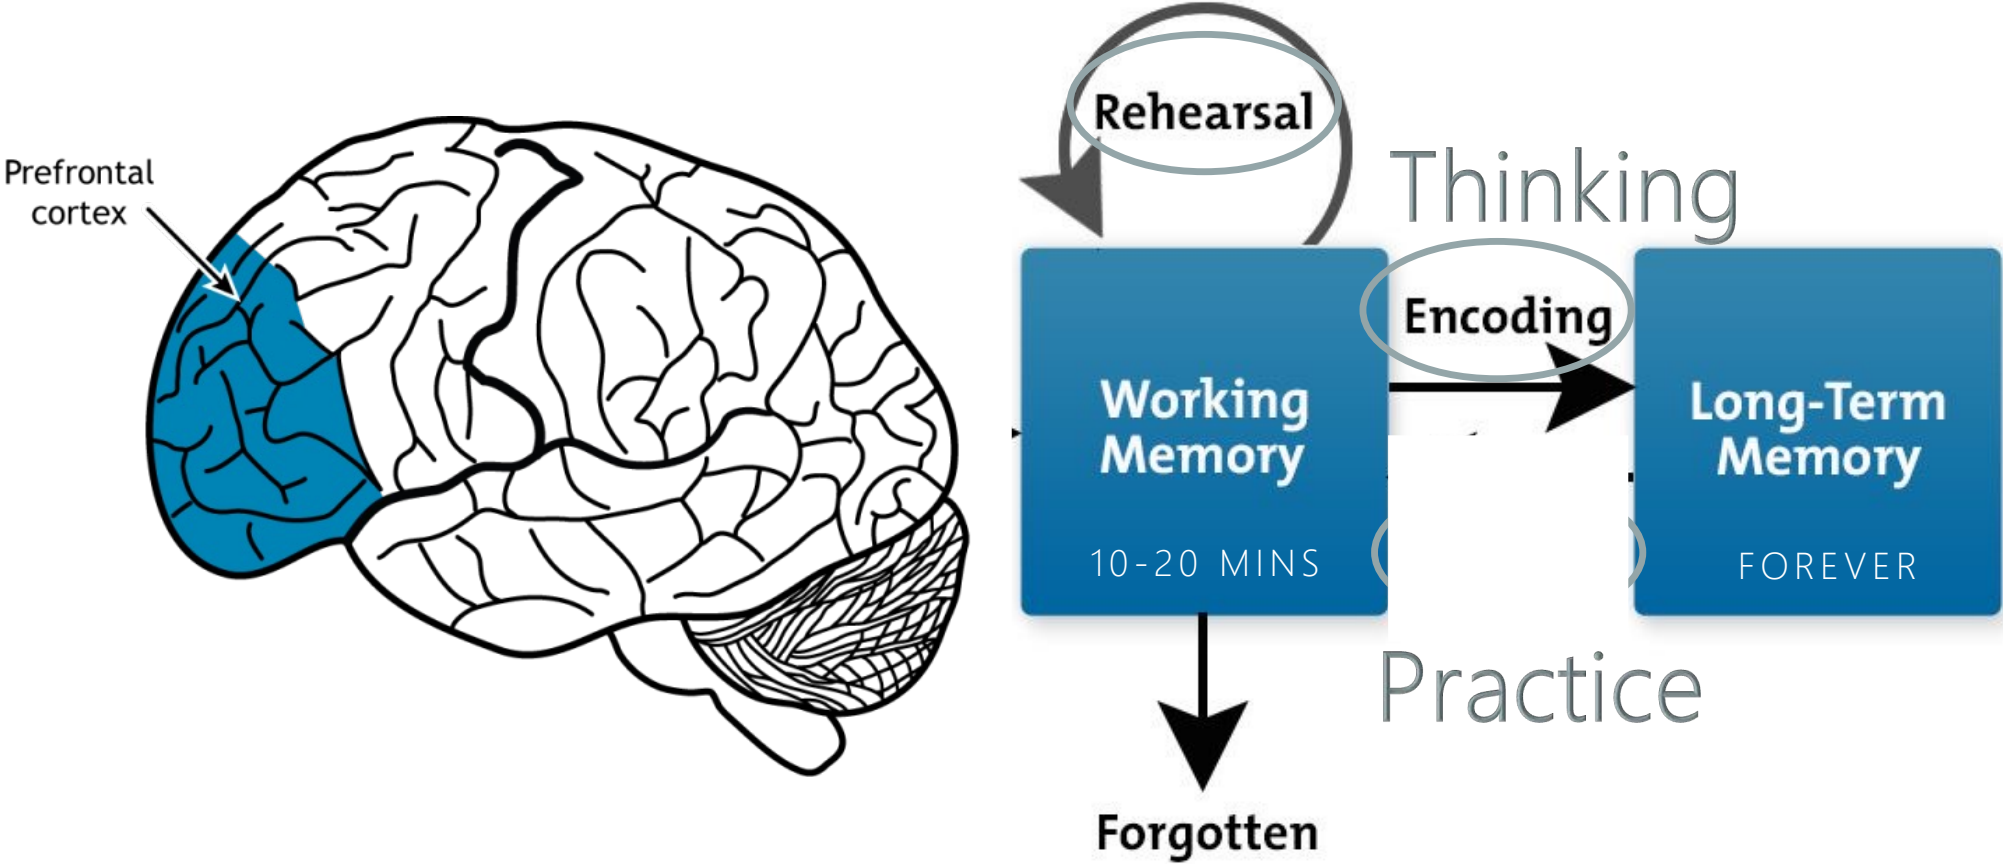 Prefrontal
cortex
Rehearsal
Thinking
Encoding
Working
Memory
10-20 MINS
Long-Term
Memory
FOREVER
Practice
Forgotten